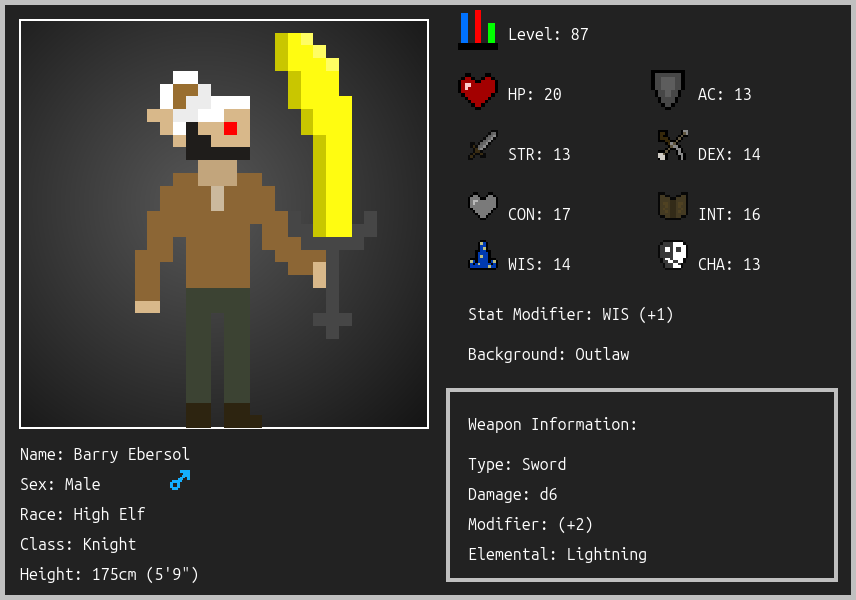 Level: 87
HP: 20
AC: 13
STR: 13
DEX: 14
CON: 17
INT: 16
WIS: 14
CHA: 13
Stat Modifier: WIS (+1)
Background: Outlaw
Name: Barry Ebersol
Sex: Male
Race: High Elf
Class: Knight
Height: 175cm (5'9")
Weapon Information:
Type: Sword
Damage: d6
Modifier: (+2)
Elemental: Lightning